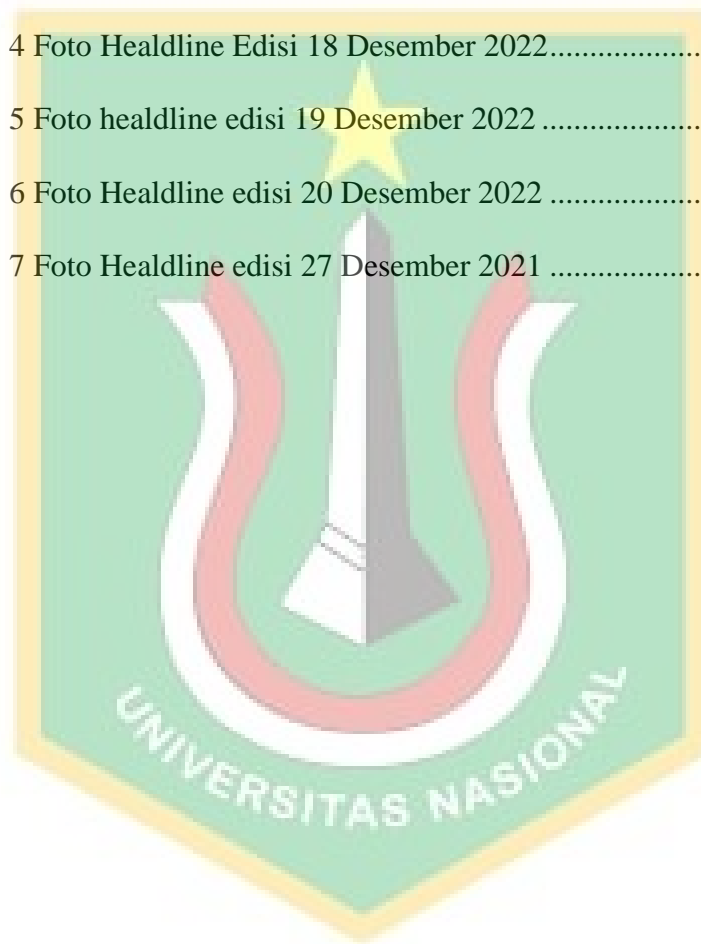 4 Foto Healdline Edisi 18 Desember 2022...................
5 Foto healdline edisi 19 Desember 2022 ...................
6 Foto Healdline edisi 20 Desember 2022 ..................
7 Foto Healdline edisi 27 Desember 2021 ..................
UNIVERSITAS NASIONAL